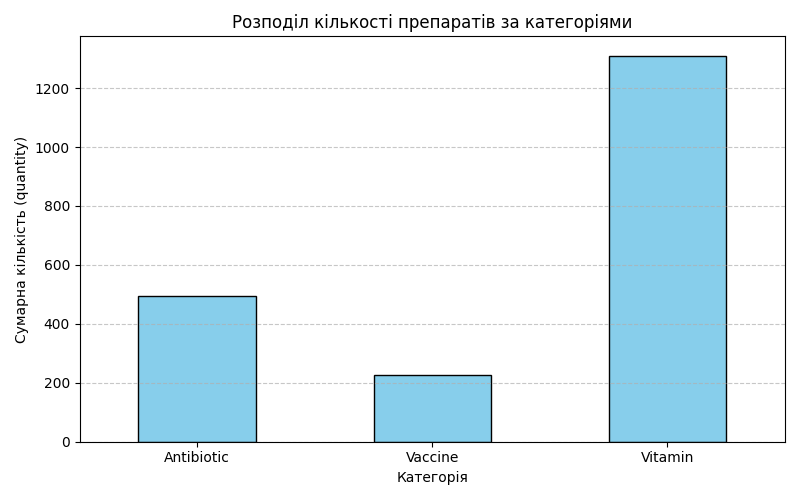 Розподіл кількості препаратів за категоріями
Сумарна кількість (quantity)
1200
1000
800
600
400
200
0
Antibiotic
Vaccine
Vitamin
Категорія